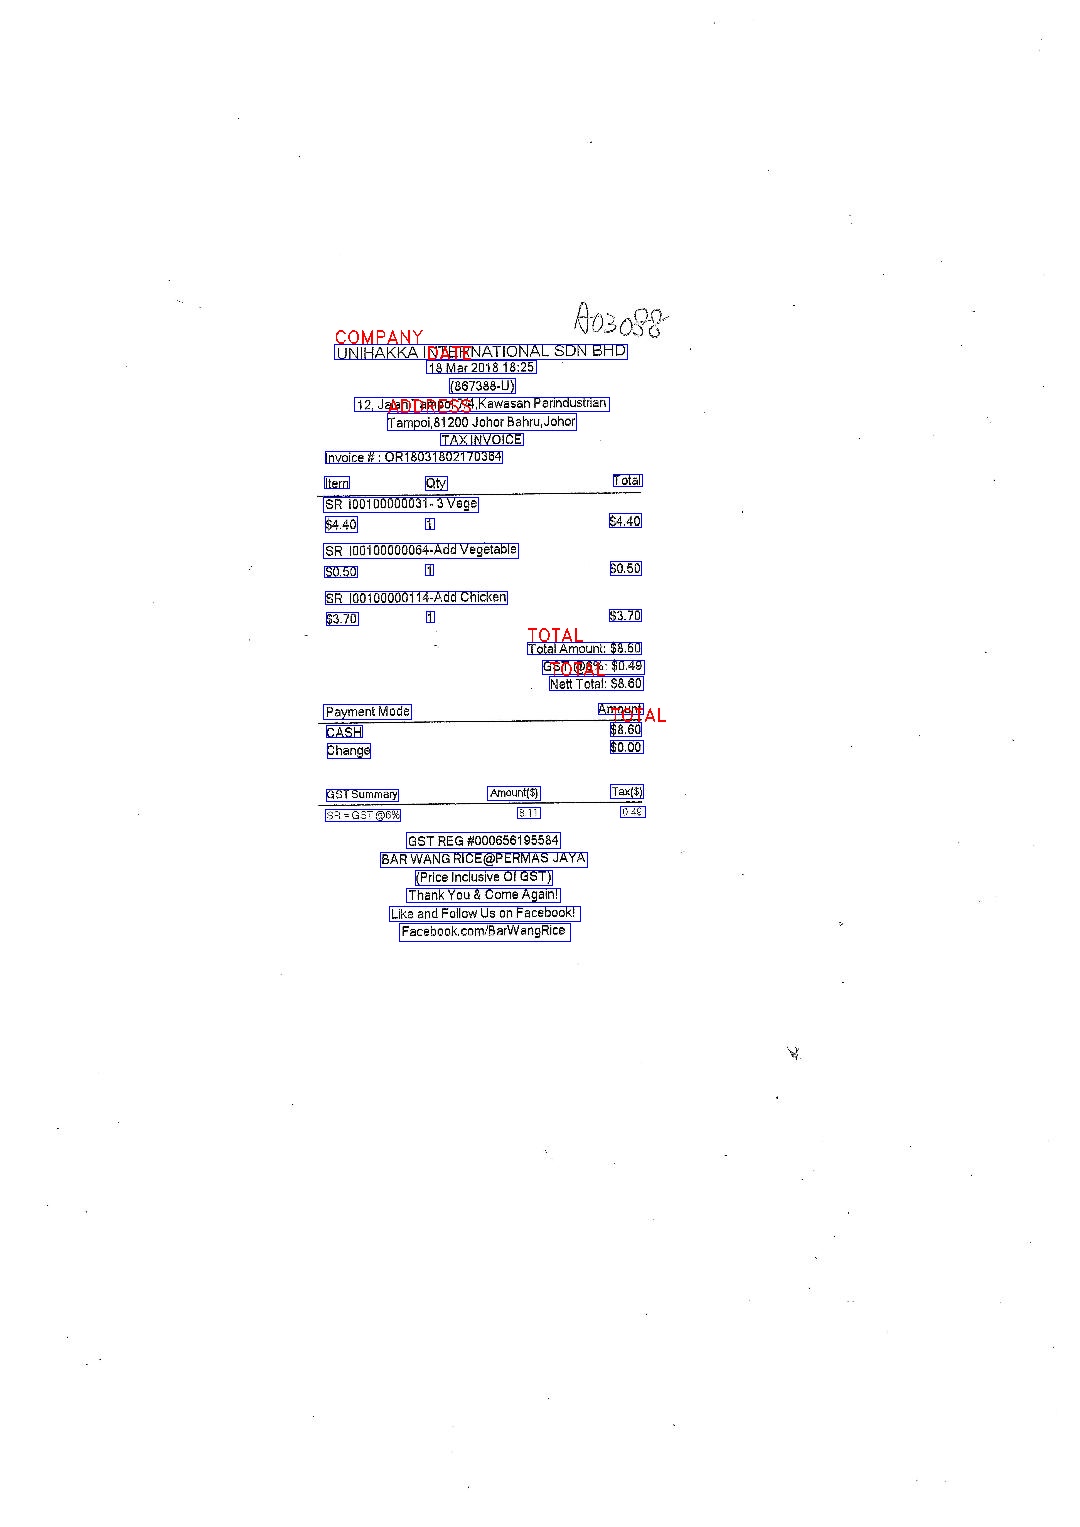 A03088
COMPANY
UNIHAKKA INTERNATIONAL SDN BHD
DATE
18 Mar 2018 18:25
(867388-U)
ADDRESS
12, Jalan Tampoi 7/4,Kawasan Parindustrian
Tampoi,81200 Johor Bahru,Johor
TAX INVOICE
Invoice # : OR18031802170364
Item Qty Total
SR I00100000031- 3 Vege
$4.40 1 $4.40
SR I00100000064-Add Vegetable
$0.50 1 $0.50
SR I00100000114-Add Chicken
$3.70 1 $3.70
TOTAL
Total Amount: $8.60
GST @6%: $0.49
TOTAL
Nett Total: $8.60
Payment Mode Amount
TOTAL
CASH $8.60
Change $0.00
GST Summary Amount($) Tax($)
SR = GST @6% 8.11 0.49
GST REG #000656195584
BAR WANG RICE@PERMAS JAYA
(Price Inclusive Of GST)
Thank You & Come Again!
Like and Follow Us on Facebook!
Facebook.com/BarWangRice